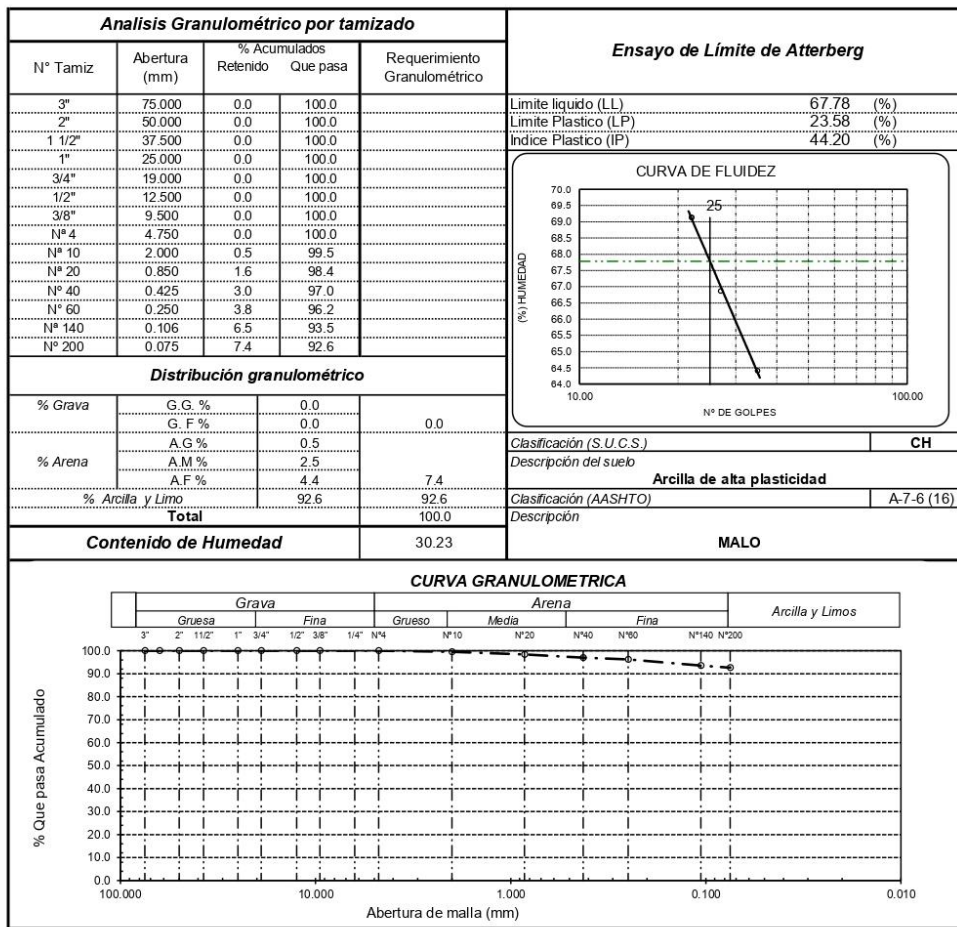 Analisis Granulométrico por tamizado
N° Tamiz
Abertura (mm)
% Acumulados
Retenido Que pasa
Requerimiento Granulométrico
3" 75.000 0.0 100.0
2" 50.000 0.0 100.0
1 1/2" 37.500 0.0 100.0
1" 25.000 0.0 100.0
3/4" 19.000 0.0 100.0
1/2" 12.500 0.0 100.0
3/8" 9.500 0.0 100.0
Nª 4 4.750 0.0 100.0
Nª 10 2.000 0.5 99.5
Nª 20 0.850 1.6 98.4
N° 40 0.425 3.0 97.0
N° 60 0.250 3.8 96.2
Nª 140 0.106 6.5 93.5
Nº 200 0.075 7.4 92.6
Distribución granulométrico
% Grava G.G. % 0.0
G. F % 0.0 0.0
A.G % 0.5
% Arena A.M % 2.5
A.F % 4.4 7.4
% Arcilla y Limo 92.6 92.6
Total 100.0
Contenido de Humedad 30.23
Ensayo de Límite de Atterberg
Limite liquido (LL) 67.78 (%)
Limite Plastico (LP) 23.58 (%)
Indice Plastico (IP) 44.20 (%)
CURVA DE FLUIDEZ
(%) HUMEDAD
70.0
69.5
69.0
68.5
68.0
67.5
67.0
66.5
66.0
65.5
65.0
64.5
64.0
25
10.00 100.00
Nº DE GOLPES
Clasificación (S.U.C.S.) CH
Descripción del suelo
Arcilla de alta plasticidad
Clasificación (AASHTO) A-7-6 (16)
Descripción
MALO
CURVA GRANULOMETRICA
Grava Arena Arcilla y Limos
Gruesa Fina Grueso Media Fina
3" 2" 11/2" 1" 3/4" 1/2" 3/8" 1/4" N°4 N°10 N°20 N°40 N°60 N°140 N°200
% Que pasa Acumulado
100.0
90.0
80.0
70.0
60.0
50.0
40.0
30.0
20.0
10.0
0.0
100.000 10.000 1.000 0.100 0.010
Abertura de malla (mm)